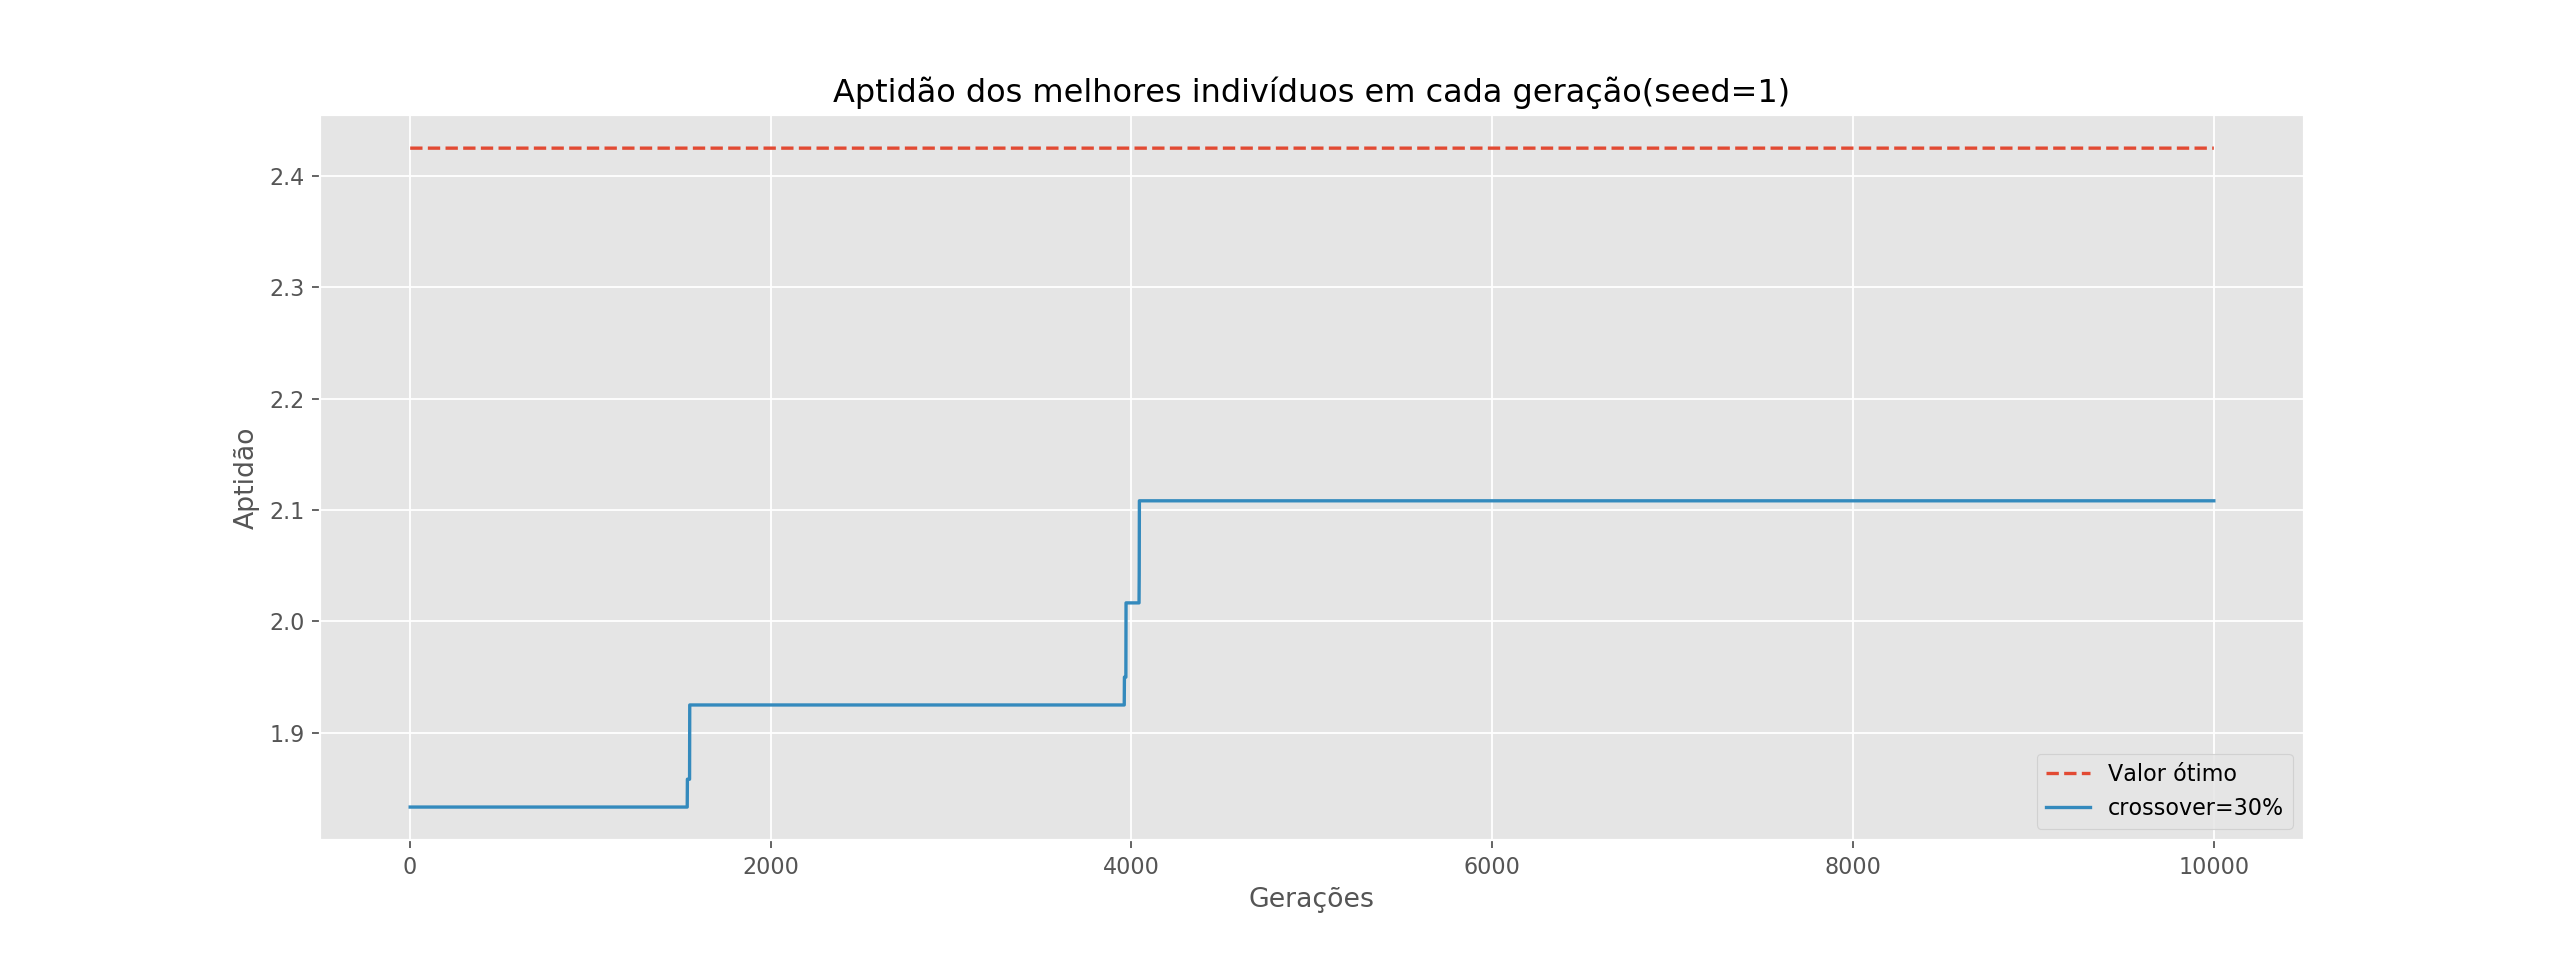 Aptidão dos melhores indivíduos em cada geração(seed=1)
Aptidão
2.4
2.3
2.2
2.1
2.0
1.9
0 2000 4000 6000 8000 10000
Gerações
Valor ótimo
crossover=30%